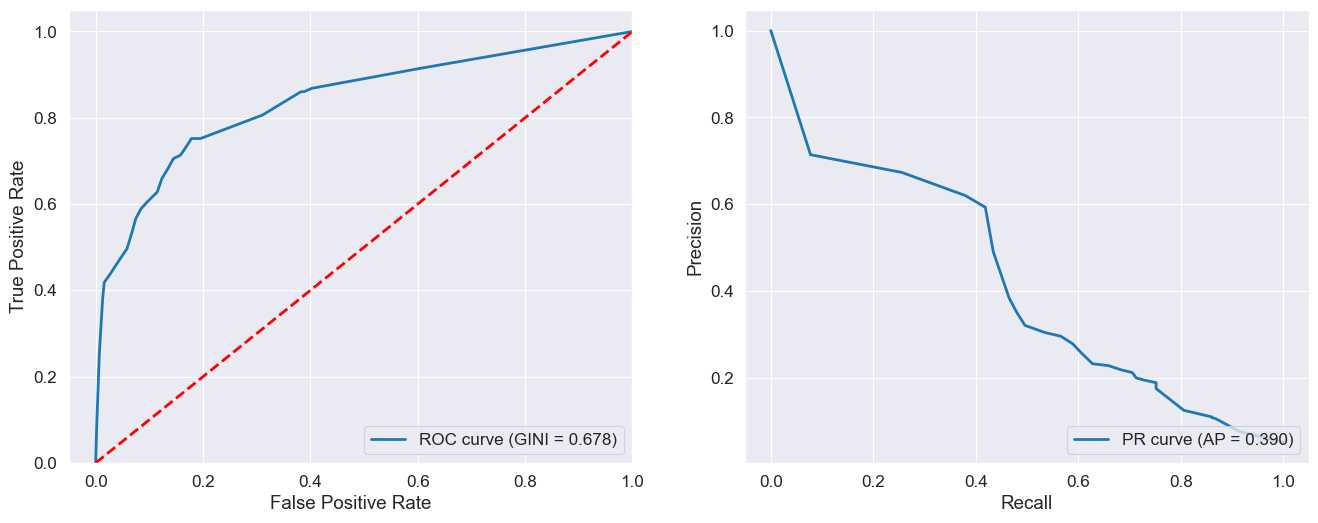 1.0
0.8
0.6
0.4
0.2
0.0
True Positive Rate
0.0 0.2 0.4 0.6 0.8 1.0
False Positive Rate
ROC curve (GINI = 0.678)
1.0
0.8
0.6
0.4
0.2
Precision
0.0 0.2 0.4 0.6 0.8 1.0
Recall
PR curve (AP = 0.390)